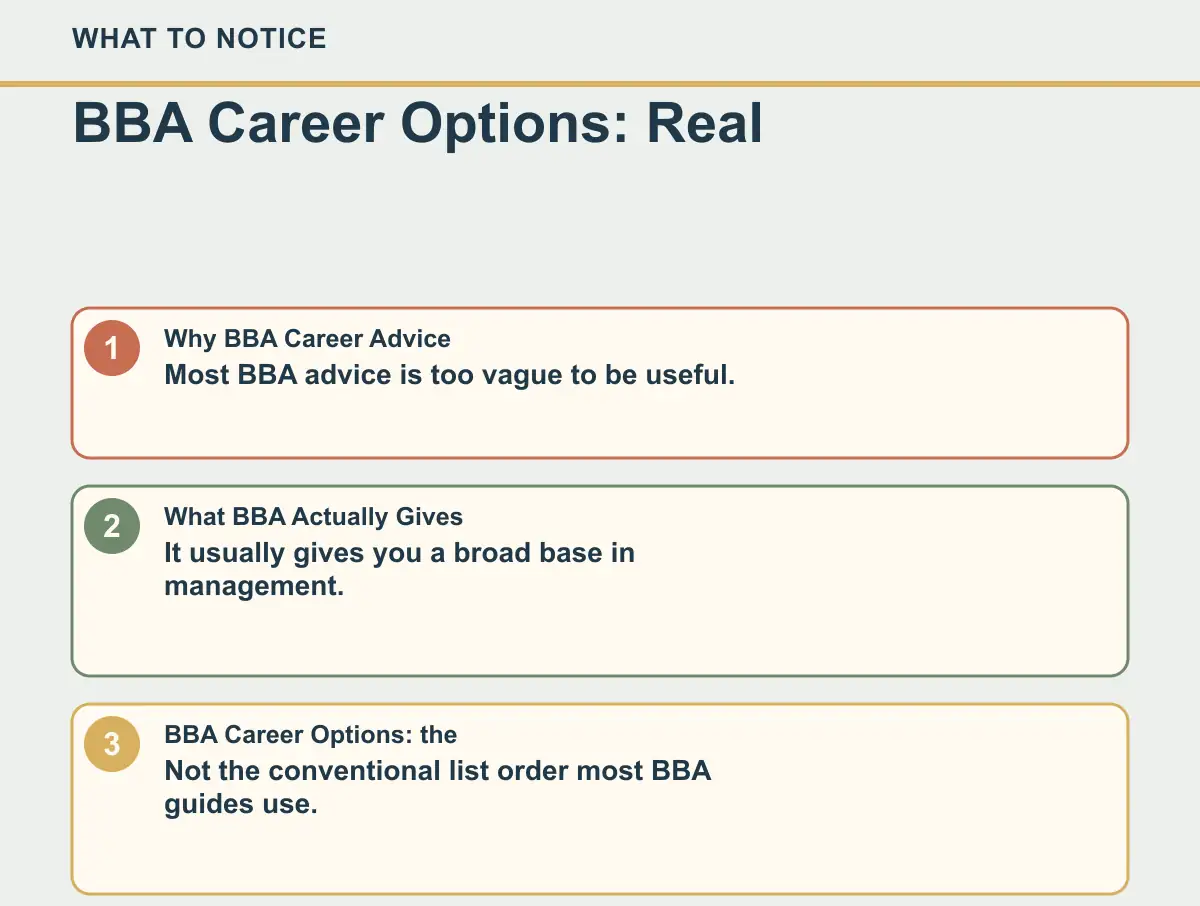 WHAT TO NOTICE
BBA Career Options: Real
1
Why BBA Career Advice
Most BBA advice is too vague to be useful.
2
What BBA Actually Gives
It usually gives you a broad base in
management.
3
BBA Career Options: the
Not the conventional list order most BBA
guides use.